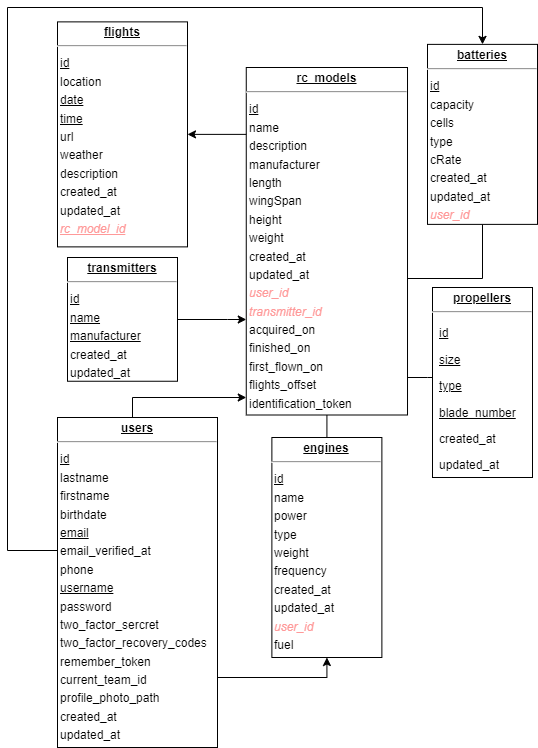 flights
id
location
date
time
url
weather
description
created_at
updated_at
rc_model_id
rc_models
id
name
description
manufacturer
length
wingSpan
height
weight
created_at
updated_at
user_id
transmitter_id
acquired_on
finished_on
first_flown_on
flights_offset
identification_token
batteries
id
capacity
cells
type
cRate
created_at
updated_at
user_id
transmitters
id
name
manufacturer
created_at
updated_at
propellers
id
size
type
blade_number
created_at
updated_at
users
id
lastname
firstname
birthdate
email
email_verified_at
phone
username
password
two_factor_sercret
two_factor_recovery_codes
remember_token
current_team_id
profile_photo_path
created_at
updated_at
engines
id
name
power
type
weight
frequency
created_at
updated_at
user_id
fuel